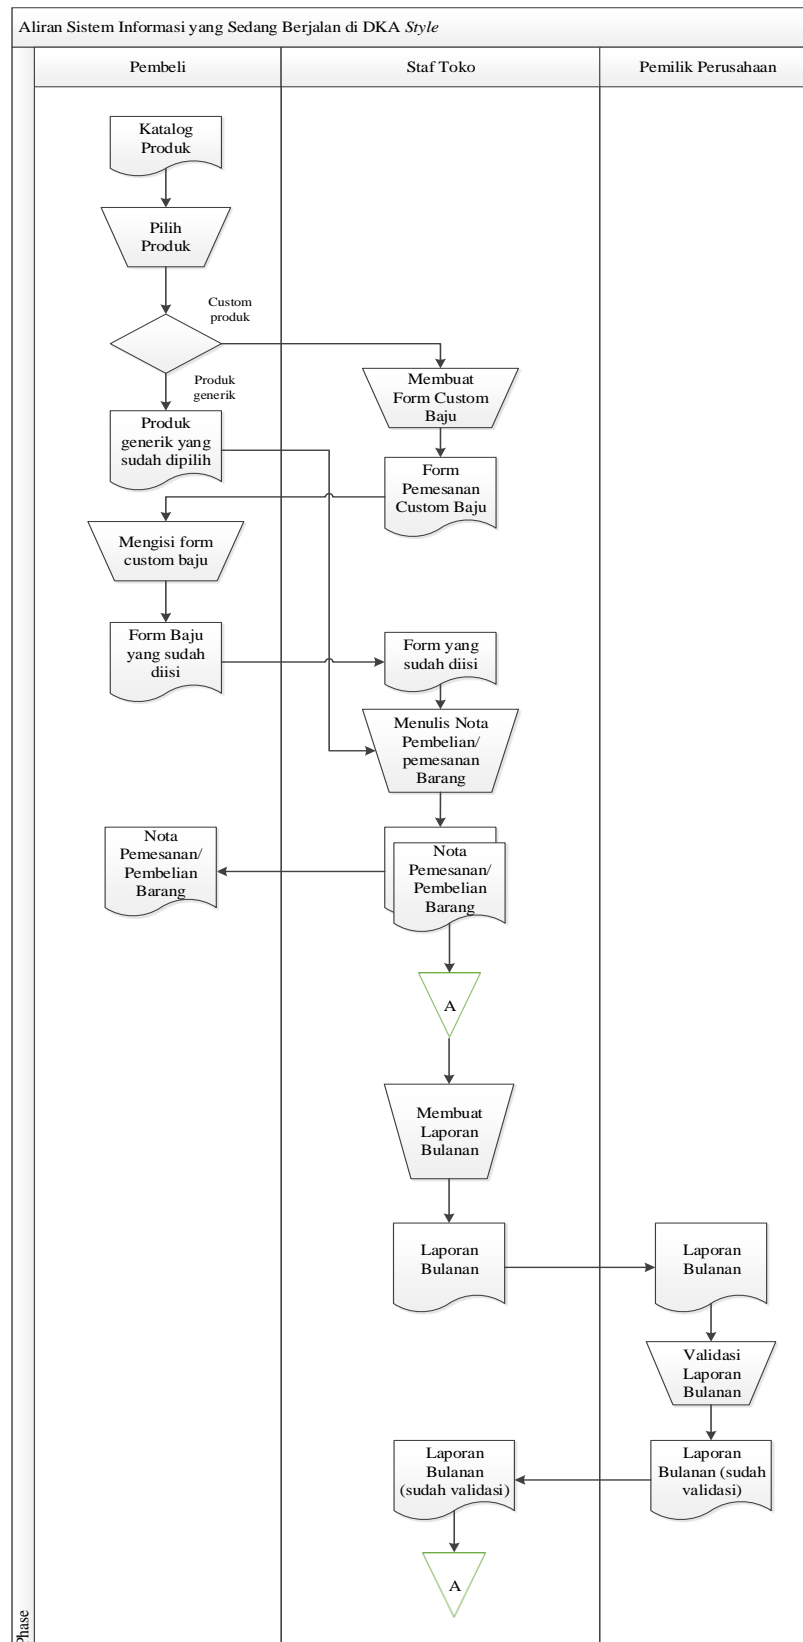 Aliran Sistem Informasi yang Sedang Berjalan di DKA Style
Pembeli
Staf Toko
Pemilik Perusahaan
Katalog
Produk
Pilih
Produk
Custom
produk
Produk
generik
Membuat
Form Custom
Baju
Produk
generik yang
sudah dipilih
Form
Pemesanan
Custom Baju
Mengisi form
custom baju
Form Baju
yang sudah
diisi
Form yang
sudah diisi
Menulis Nota
Pembelian/
pemesanan
Barang
Nota
Pemesanan/
Pembelian
Barang
Nota
Pemesanan/
Pembelian
Barang
A
Membuat
Laporan
Bulanan
Laporan
Bulanan
Laporan
Bulanan
Validasi
Laporan
Bulanan
Laporan
Bulanan
(sudah validasi)
Laporan
Bulanan (sudah
validasi)
A
Phase